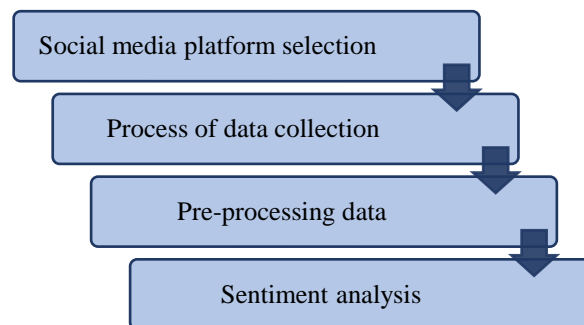 Social media platform selection
Process of data collection
Pre-processing data
Sentiment analysis